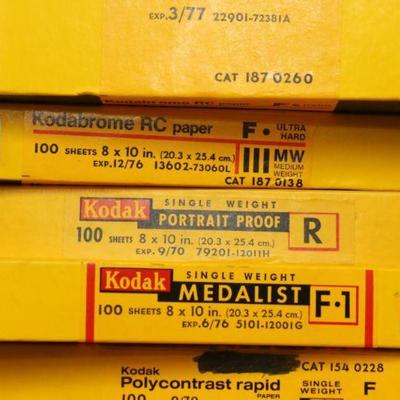 EXP. 3/77 22901-72381A
CAT 187 0260
Kodabrome RC
F
Kodabrome RC paper F. ULTRA HARD
100 SHEETS 8 x 10 in. (20.3 x 25.4 cm.) III MW MEDIUM WEIGHT
EXP. 12/76 13602-73060L CAT 187 0138
SINGLE WEIGHT
Kodak PORTRAIT PROOF R
100 SHEETS 8 x 10 in. (20.3 x 25.4 cm.)
EXP. 9/70 79201-12011H
SINGLE WEIGHT
Kodak MEDALIST F·1
100 SHEETS 8 x 10 in. (20.3 x 25.4 cm.)
EXP. 6/76 5101-12001G
CAT 154 0228
Kodak
Polycontrast rapid PAPER SINGLE WEIGHT F
100